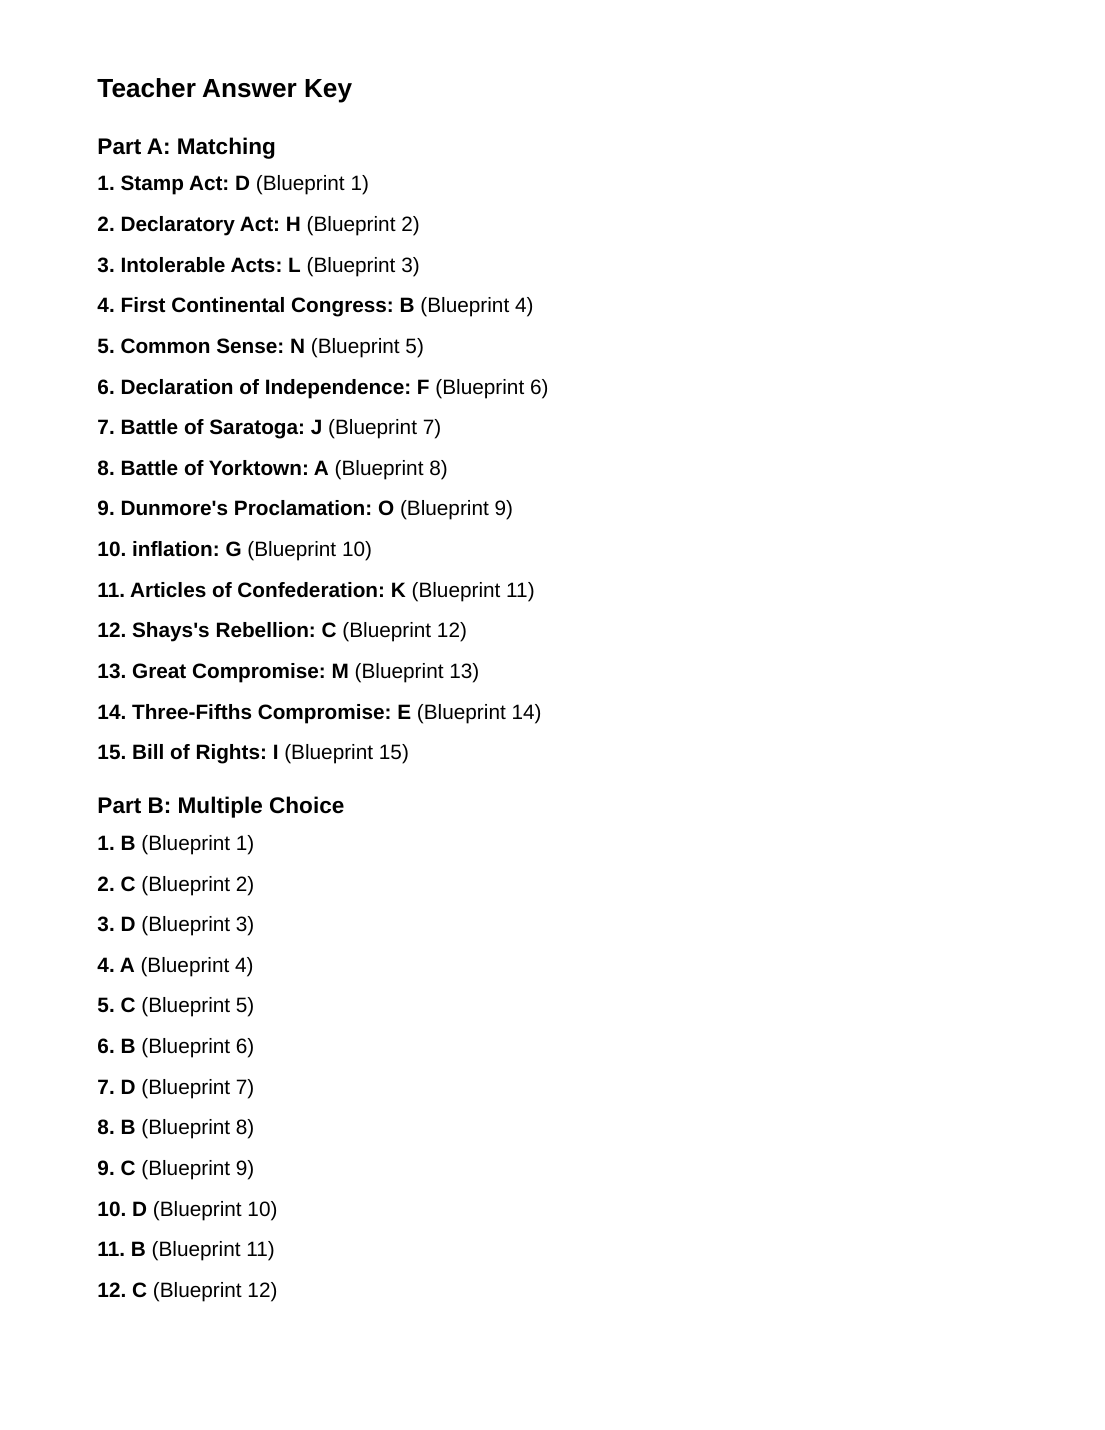 Teacher Answer Key
Part A: Matching
1. Stamp Act: D (Blueprint 1)
2. Declaratory Act: H (Blueprint 2)
3. Intolerable Acts: L (Blueprint 3)
4. First Continental Congress: B (Blueprint 4)
5. Common Sense: N (Blueprint 5)
6. Declaration of Independence: F (Blueprint 6)
7. Battle of Saratoga: J (Blueprint 7)
8. Battle of Yorktown: A (Blueprint 8)
9. Dunmore's Proclamation: O (Blueprint 9)
10. inflation: G (Blueprint 10)
11. Articles of Confederation: K (Blueprint 11)
12. Shays's Rebellion: C (Blueprint 12)
13. Great Compromise: M (Blueprint 13)
14. Three-Fifths Compromise: E (Blueprint 14)
15. Bill of Rights: I (Blueprint 15)
Part B: Multiple Choice
1. B (Blueprint 1)
2. C (Blueprint 2)
3. D (Blueprint 3)
4. A (Blueprint 4)
5. C (Blueprint 5)
6. B (Blueprint 6)
7. D (Blueprint 7)
8. B (Blueprint 8)
9. C (Blueprint 9)
10. D (Blueprint 10)
11. B (Blueprint 11)
12. C (Blueprint 12)